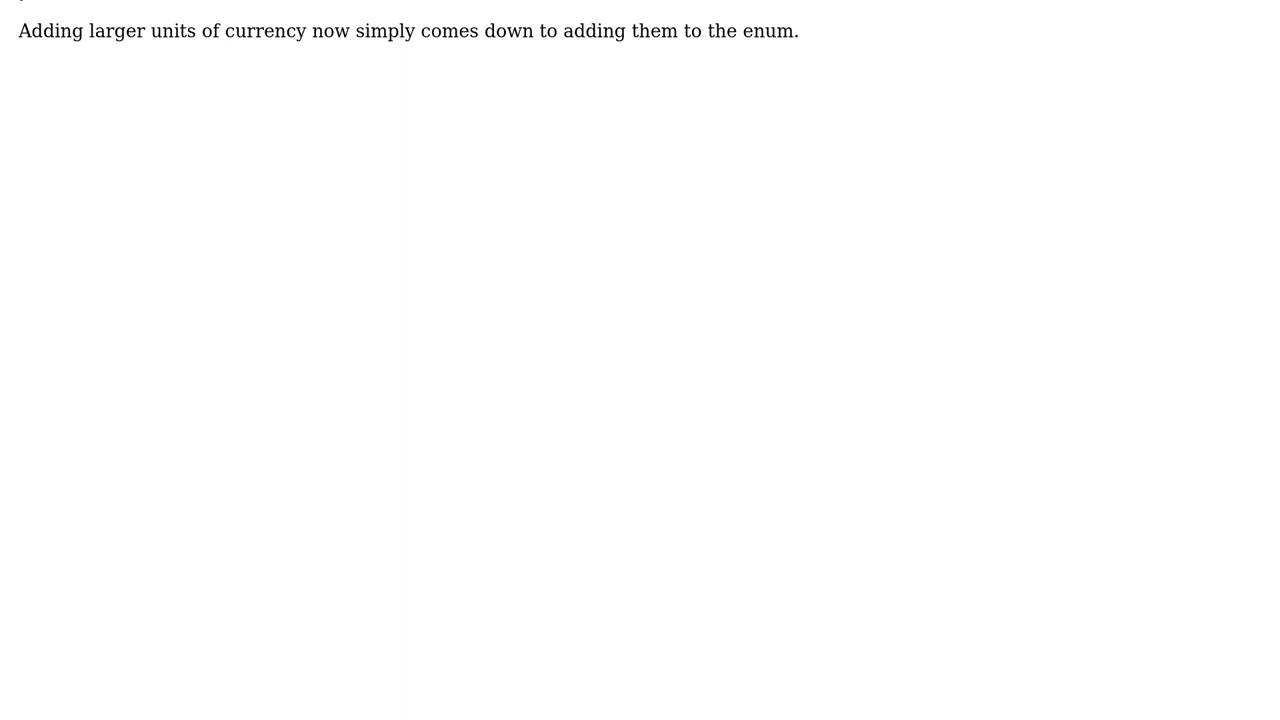 Adding larger units of currency now simply comes down to adding them to the enum.